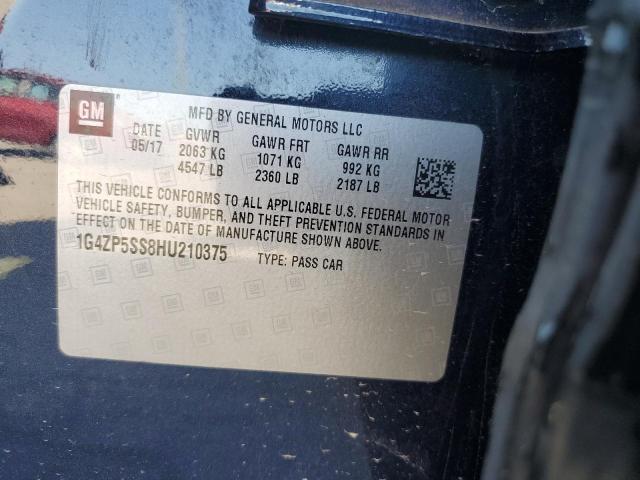 GM
MFD BY GENERAL MOTORS LLC
DATE GVWR GAWR FRT GAWR RR
05/17 2063 KG 1071 KG 992 KG
4547 LB 2360 LB 2187 LB
THIS VEHICLE CONFORMS TO ALL APPLICABLE U.S. FEDERAL MOTOR
VEHICLE SAFETY, BUMPER, AND THEFT PREVENTION STANDARDS IN
EFFECT ON THE DATE OF MANUFACTURE SHOWN ABOVE.
1G4ZP5SS8HU210375 TYPE: PASS CAR